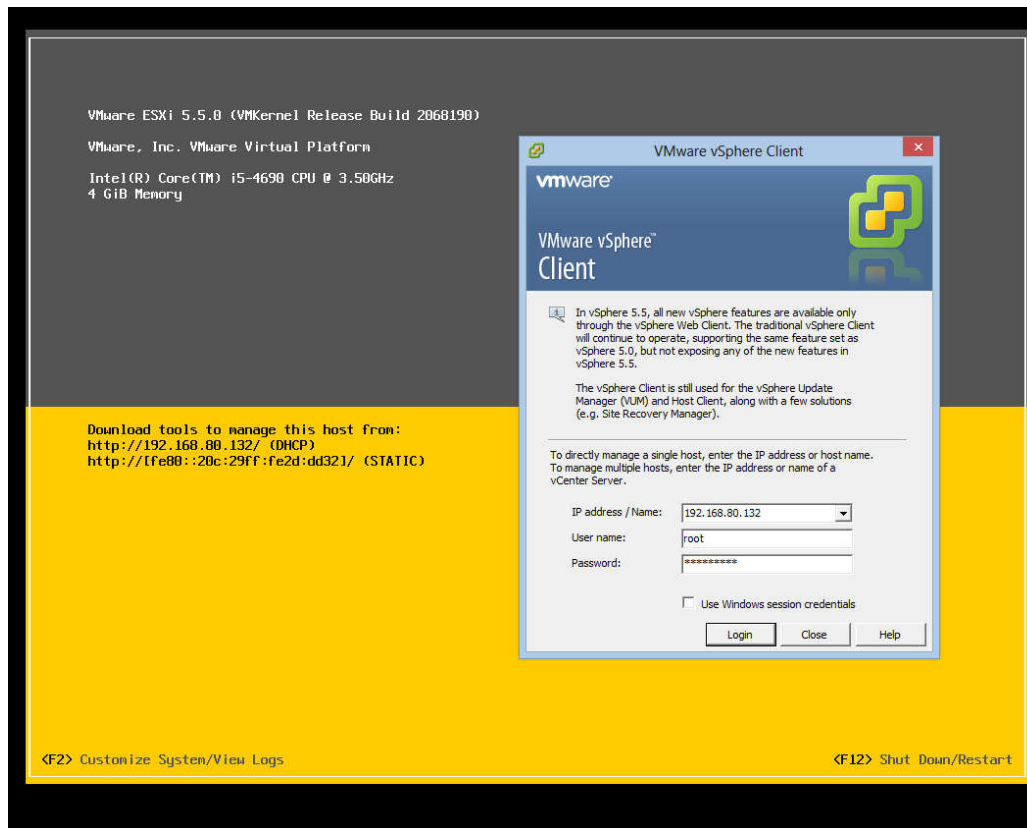 VMware ESXi 5.5.0 (VMKernel Release Build 2068190)
VMware, Inc. VMware Virtual Platform
Intel(R) Core(TM) i5-4690 CPU @ 3.50GHz
4 GiB Memory
Download tools to manage this host from:
http://192.168.80.132/ (DHCP)
http://[fe80::20c:29ff:fe2d:dd32]/ (STATIC)
<F2> Customize System/View Logs
<F12> Shut Down/Restart
VMware vSphere Client
vmware
VMware vSphere™
Client
In vSphere 5.5, all new vSphere features are available only
through the vSphere Web Client. The traditional vSphere Client
will continue to operate, supporting the same feature set as
vSphere 5.0, but not exposing any of the new features in
vSphere 5.5.
The vSphere Client is still used for the vSphere Update
Manager (VUM) and Host Client, along with a few solutions
(e.g. Site Recovery Manager).
To directly manage a single host, enter the IP address or host name.
To manage multiple hosts, enter the IP address or name of a
vCenter Server.
IP address / Name: 192.168.80.132
User name: root
Password: *********
Use Windows session credentials
Login Close Help